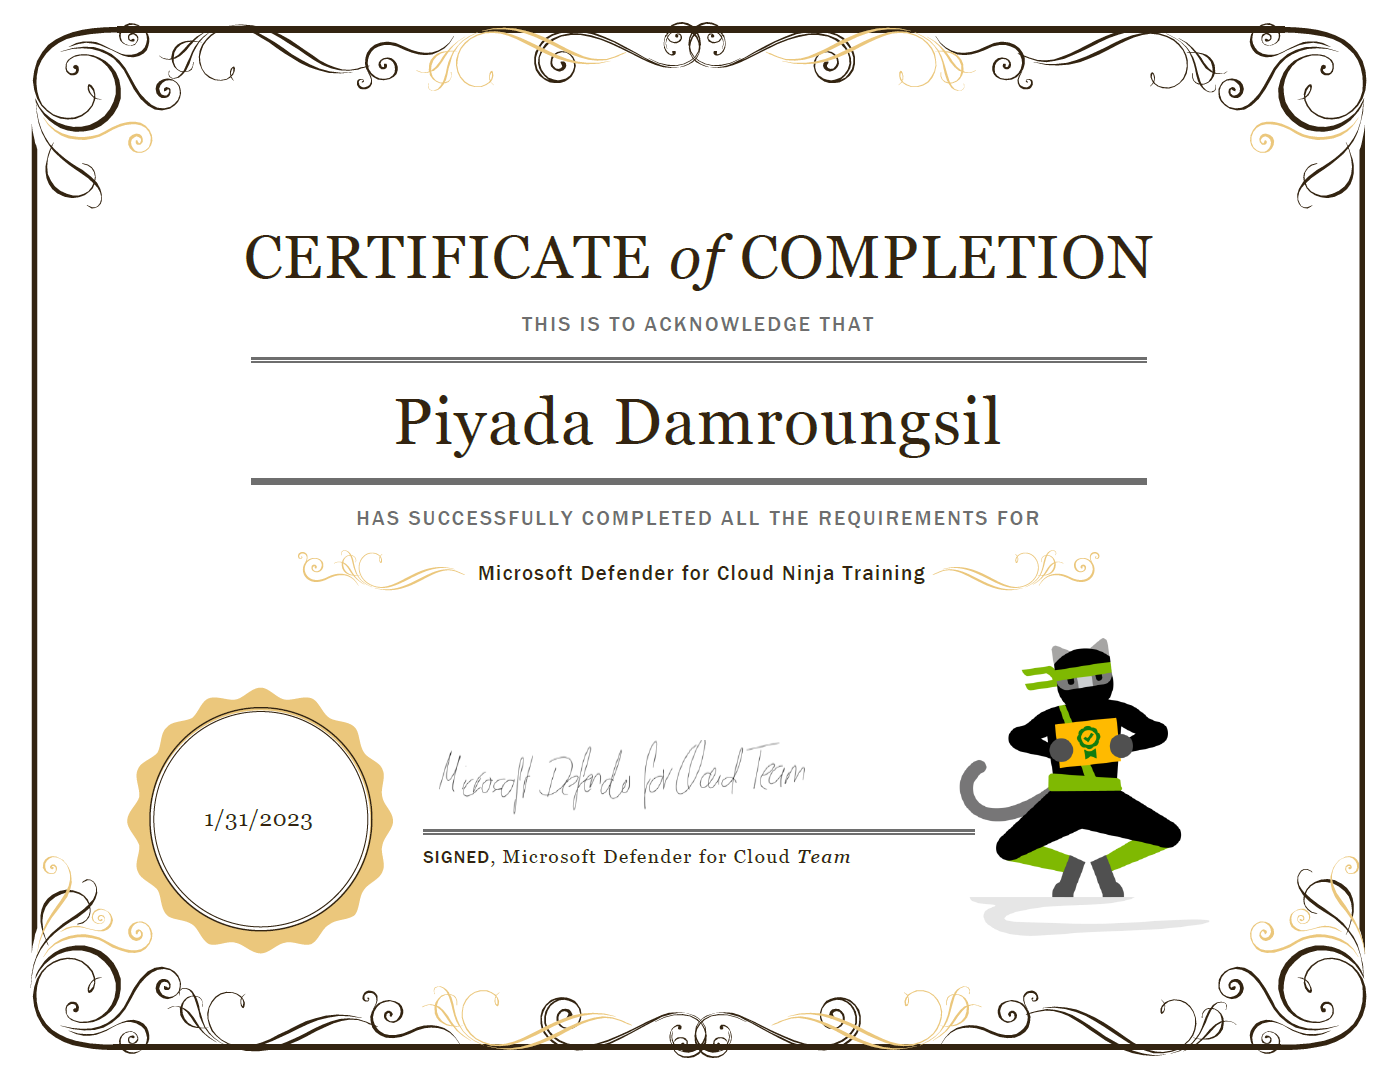 CERTIFICATE of COMPLETION
THIS IS TO ACKNOWLEDGE THAT
Piyada Damroungsil
HAS SUCCESSFULLY COMPLETED ALL THE REQUIREMENTS FOR
Microsoft Defender for Cloud Ninja Training
1/31/2023
Microsoft Defender for Cloud Team
SIGNED, Microsoft Defender for Cloud Team